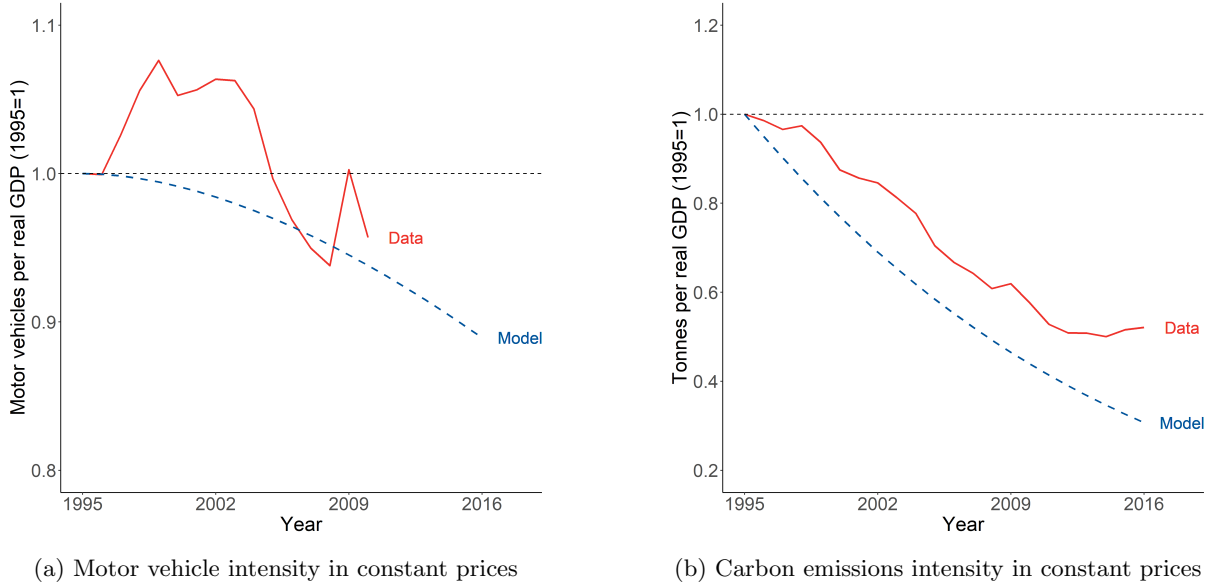 Motor vehicles per real GDP (1995=1)
1.1
1.0
0.9
0.8
Data
Model
1995
2002
2009
2016
Year
(a) Motor vehicle intensity in constant prices
Tonnes per real GDP (1995=1)
1.2
1.0
0.8
0.6
0.4
0.2
Data
Model
1995
2002
2009
2016
Year
(b) Carbon emissions intensity in constant prices